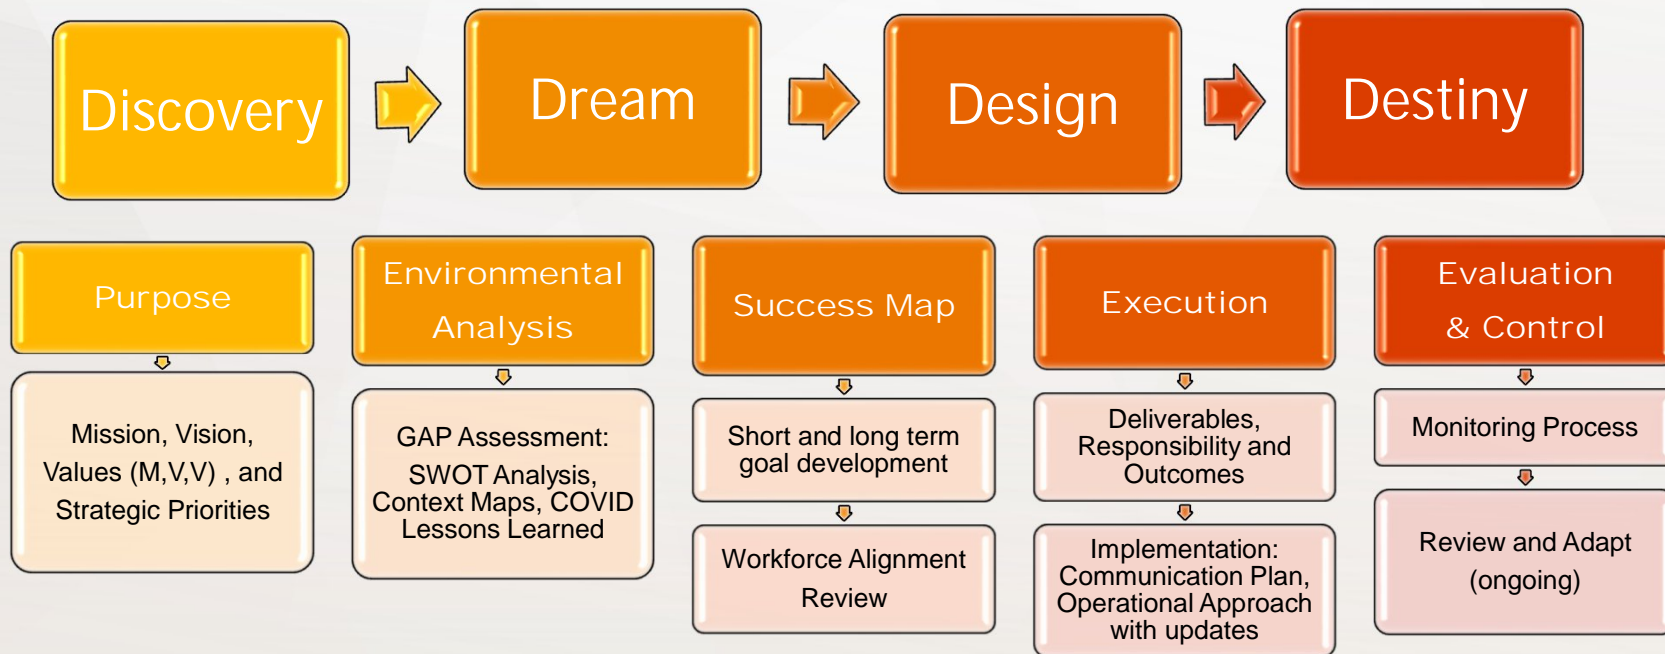 Discovery
Dream
Design
Destiny
Purpose
Mission, Vision,
Values (M,V,V) , and
Strategic Priorities
Environmental
Analysis
GAP Assessment:
SWOT Analysis,
Context Maps, COVID
Lessons Learned
Success Map
Short and long term
goal development
Workforce Alignment
Review
Execution
Deliverables,
Responsibility and
Outcomes
Implementation:
Communication Plan,
Operational Approach
with updates
Evaluation
& Control
Monitoring Process
Review and Adapt
(ongoing)